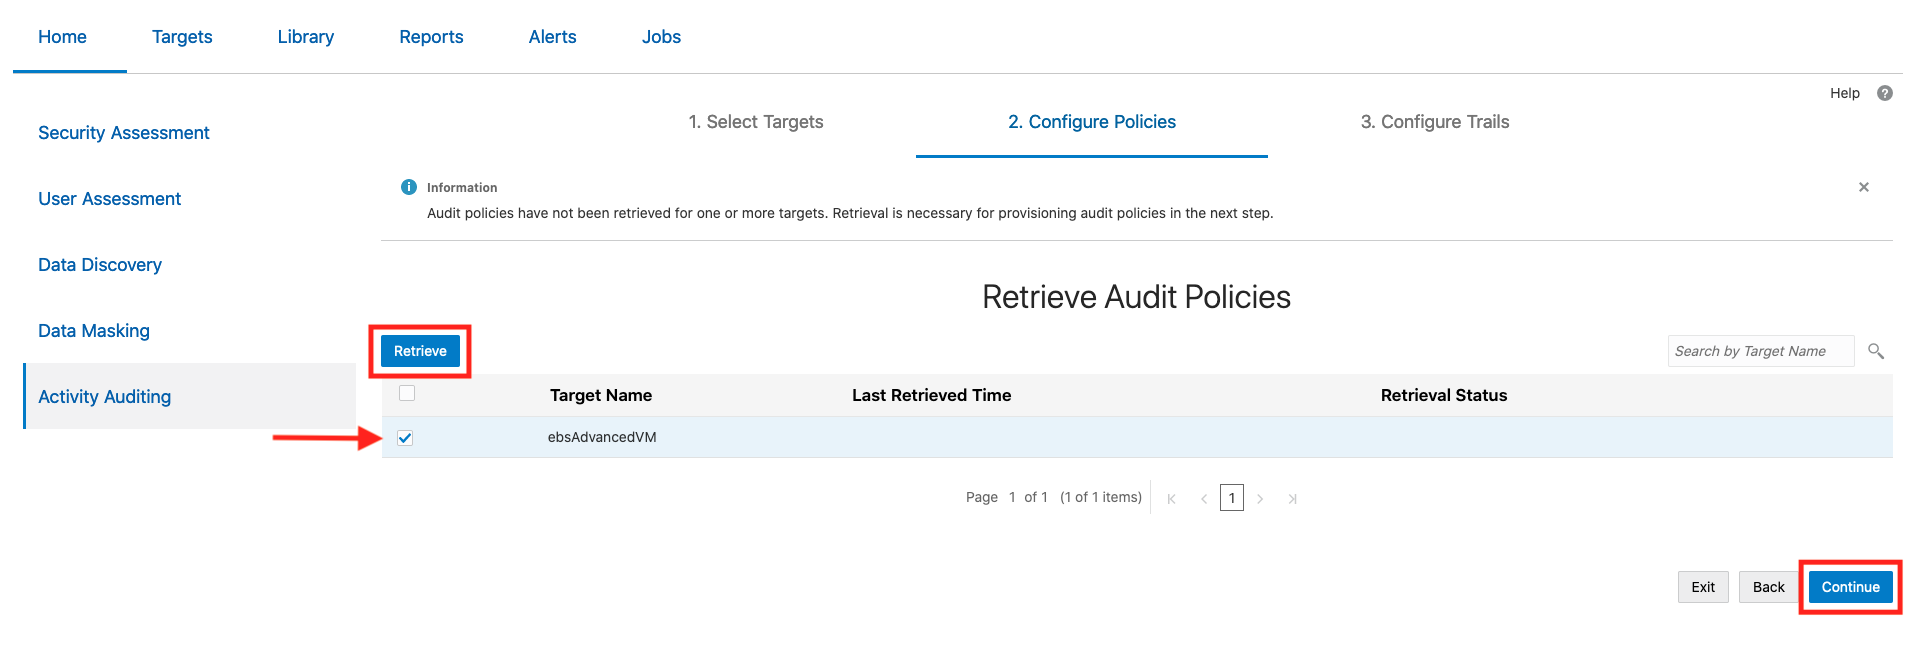 Home Targets Library Reports Alerts Jobs
Help ?
1. Select Targets 2. Configure Policies 3. Configure Trails
Security Assessment
User Assessment
Data Discovery
Data Masking
Activity Auditing
i Information ×
Audit policies have not been retrieved for one or more targets. Retrieval is necessary for provisioning audit policies in the next step.
Retrieve Audit Policies
Retrieve Search by Target Name
Target Name Last Retrieved Time Retrieval Status
ebsAdvancedVM
Page 1 of 1 (1 of 1 items) 1
Exit Back Continue